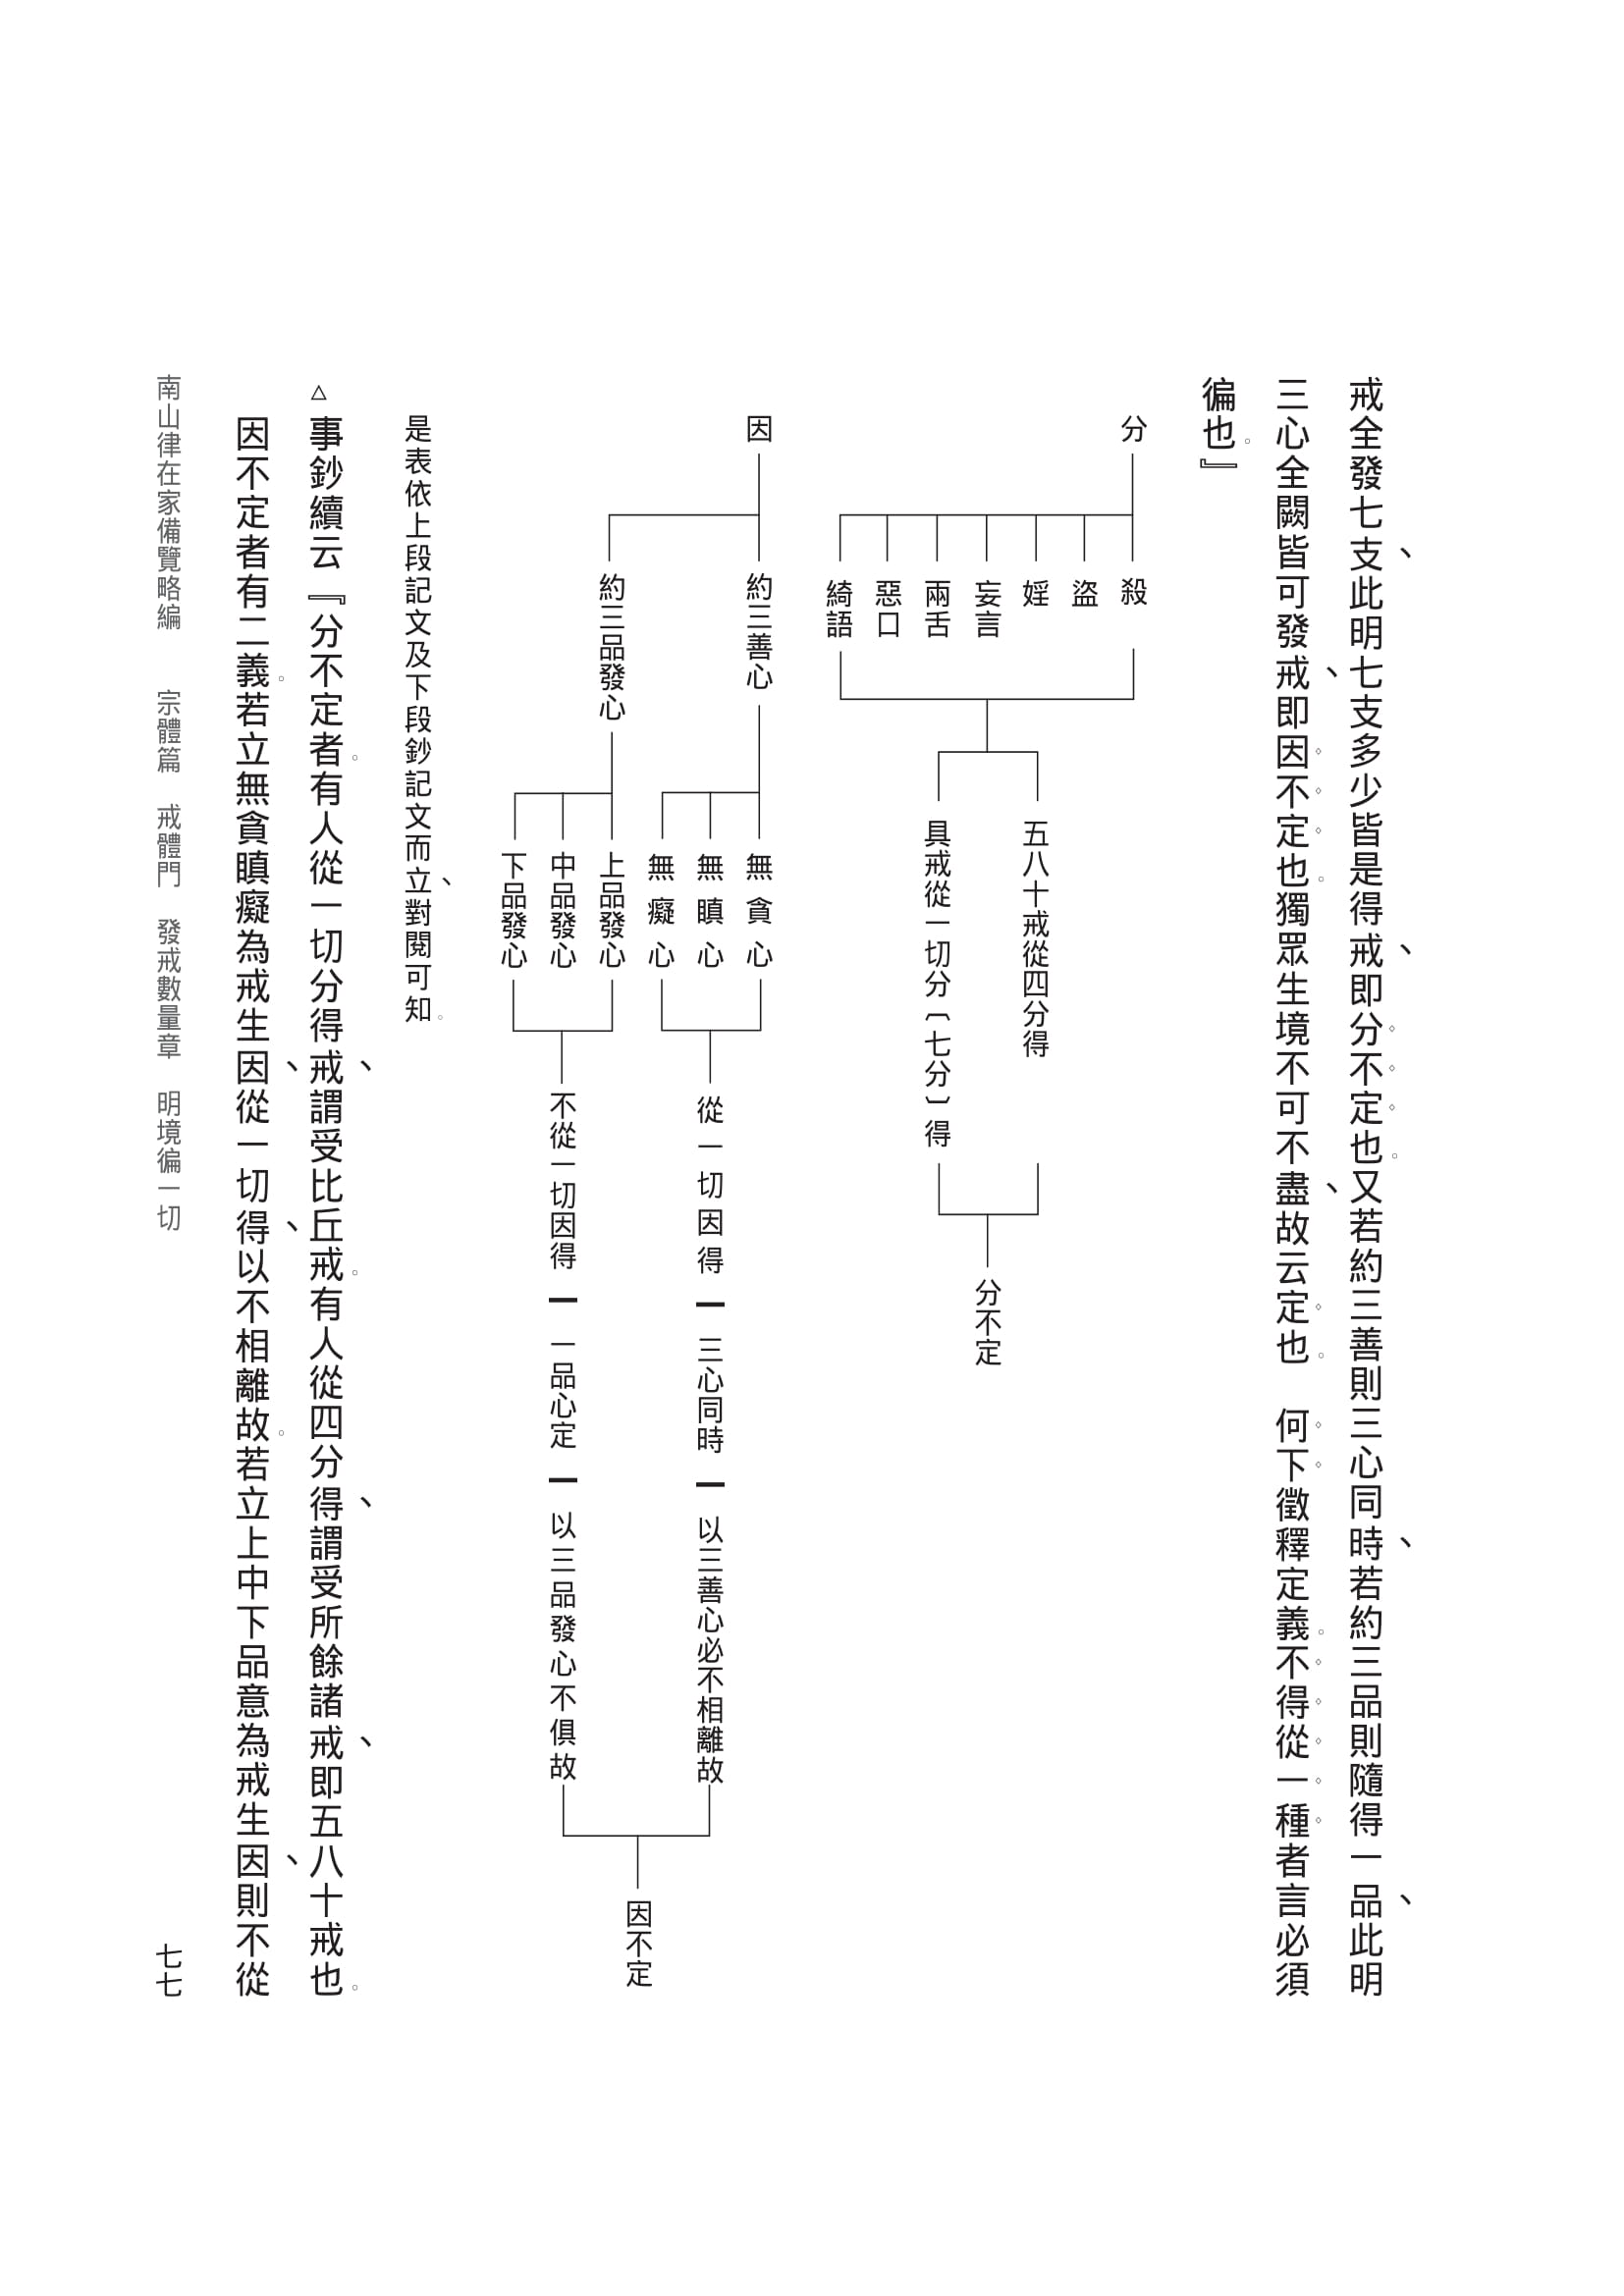 戒全發七支、此明七支多少皆是得戒、即分不定也。又若約三善則三心同時、若約三品則隨得一品、此明
三心全闕皆可發戒、即因不定也。獨眾生境不可不盡、故云定也。　何下徵釋定義。不得從一種者言必須
徧也。』
分
殺
盜
婬
妄言
兩舌
惡口
綺語
五八十戒從四分得
具戒從一切分〔七分〕得
分不定
因
約三善心
約三品發心
無貪心
無瞋心
無癡心
上品發心
中品發心
下品發心
從一切因得 — 三心同時 — 以三善心必不相離故
不從一切因得 — 一品心定 — 以三品發心不俱故
因不定
是表依上段記文及下段鈔記文而立、對閱可知。
△事鈔續云『分不定者。有人從一切分得戒、謂受比丘戒。有人從四分得、謂受所餘諸戒、即五八十戒也。
因不定者有二義。若立無貪瞋癡為戒生因、從一切得、以不相離故。若立上中下品意為戒生因、則不從
南山律在家備覽略編　宗體篇　戒體門　發戒數量章　明境徧一切
七七